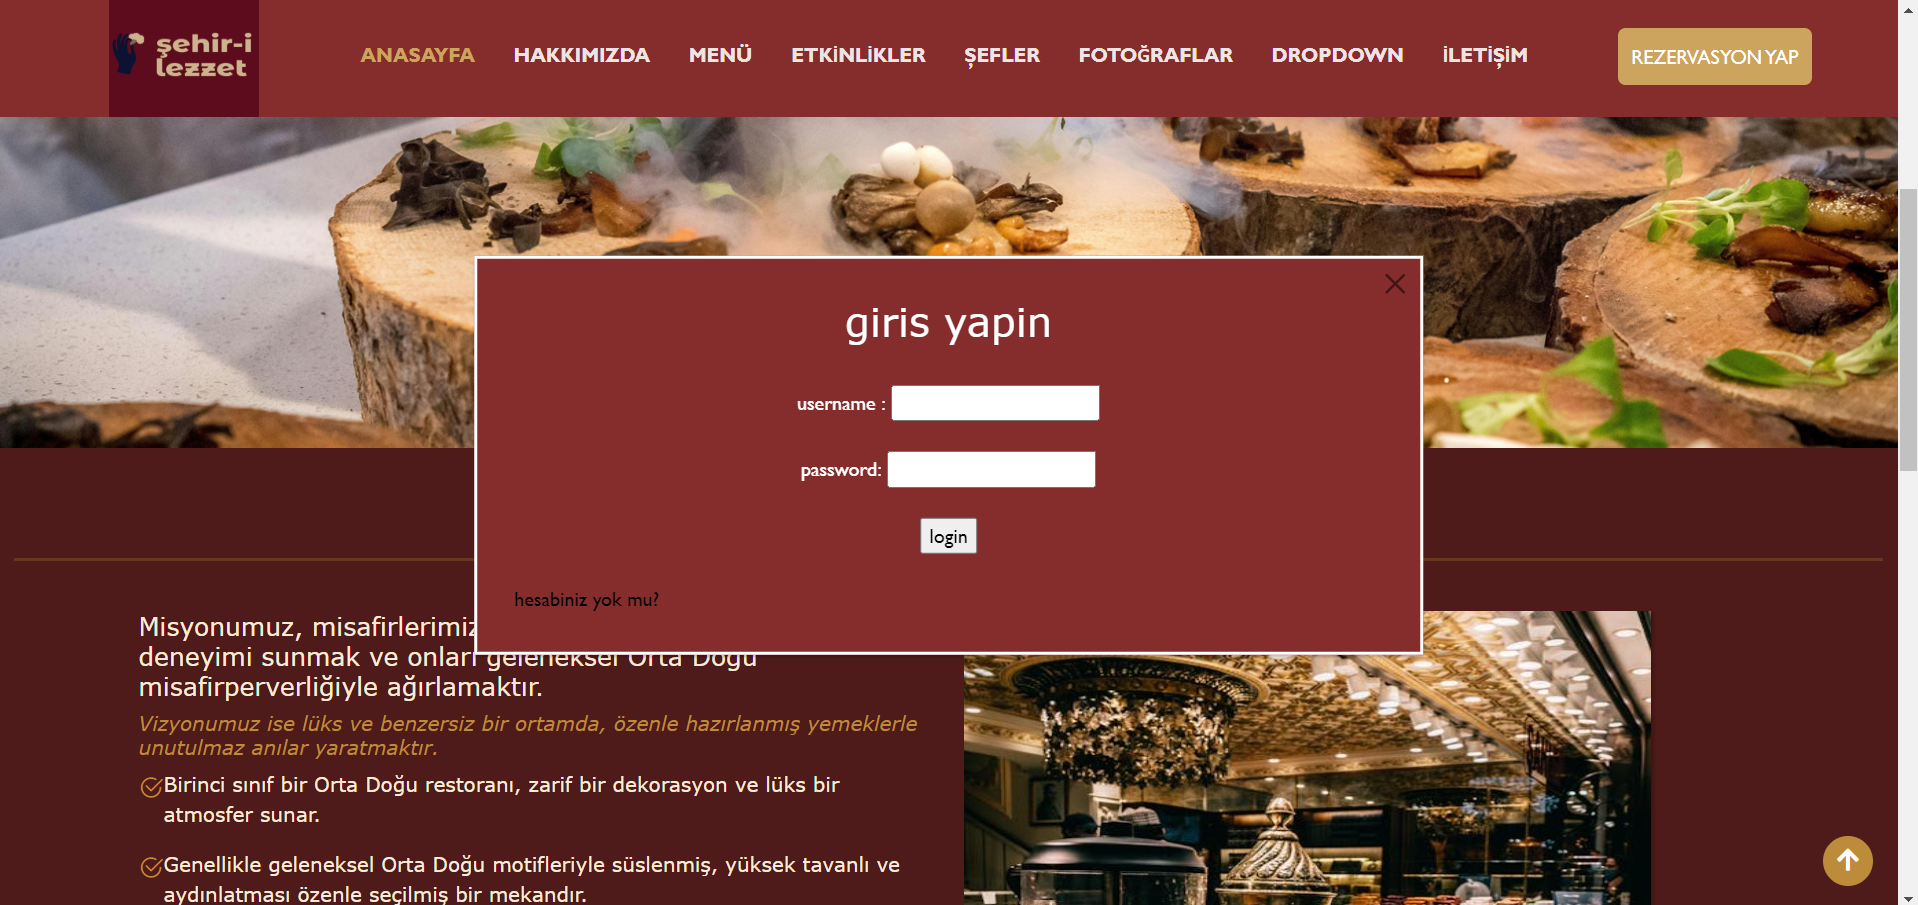 şehir-i
lezzet
ANASAYFA HAKKIMIZDA MENÜ ETKİNLİKLER ŞEFLER FOTOĞRAFLAR DROPDOWN İLETİŞİM
REZERVASYON YAP
giris yapin
username :
password:
login
hesabiniz yok mu?
Misyonumuz, misafirlerimiz
deneyimi sunmak ve onları geleneksel Orta Doğu
misafirperverliğiyle ağırlamaktır.
Vizyonumuz ise lüks ve benzersiz bir ortamda, özenle hazırlanmış yemeklerle
unutulmaz anılar yaratmaktır.
Birinci sınıf bir Orta Doğu restoranı, zarif bir dekorasyon ve lüks bir
atmosfer sunar.
Genellikle geleneksel Orta Doğu motifleriyle süslenmiş, yüksek tavanlı ve
aydınlatması özenle seçilmiş bir mekandır.